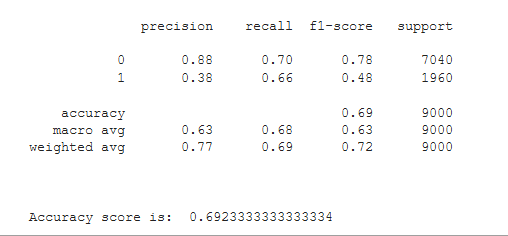 precision recall f1-score support
0 0.88 0.70 0.78 7040
1 0.38 0.66 0.48 1960
accuracy 0.69 9000
macro avg 0.63 0.68 0.63 9000
weighted avg 0.77 0.69 0.72 9000
Accuracy score is: 0.6923333333333334